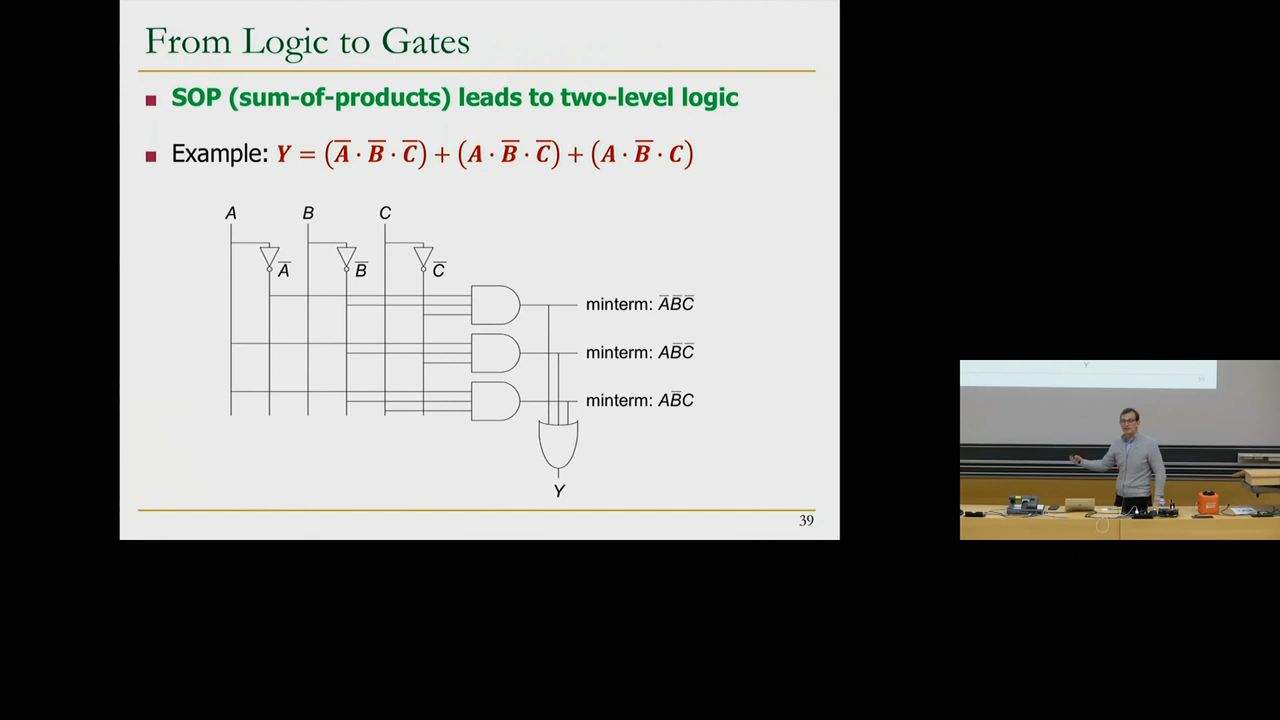 From Logic to Gates
SOP (sum-of-products) leads to two-level logic
Example: Y = (A̅ · B̅ · C̅) + (A · B̅ · C̅) + (A · B̅ · C)
A B C
A̅ B̅ C̅
minterm: A̅B̅C̅
minterm: AB̅C̅
minterm: AB̅C
Y
39
Y